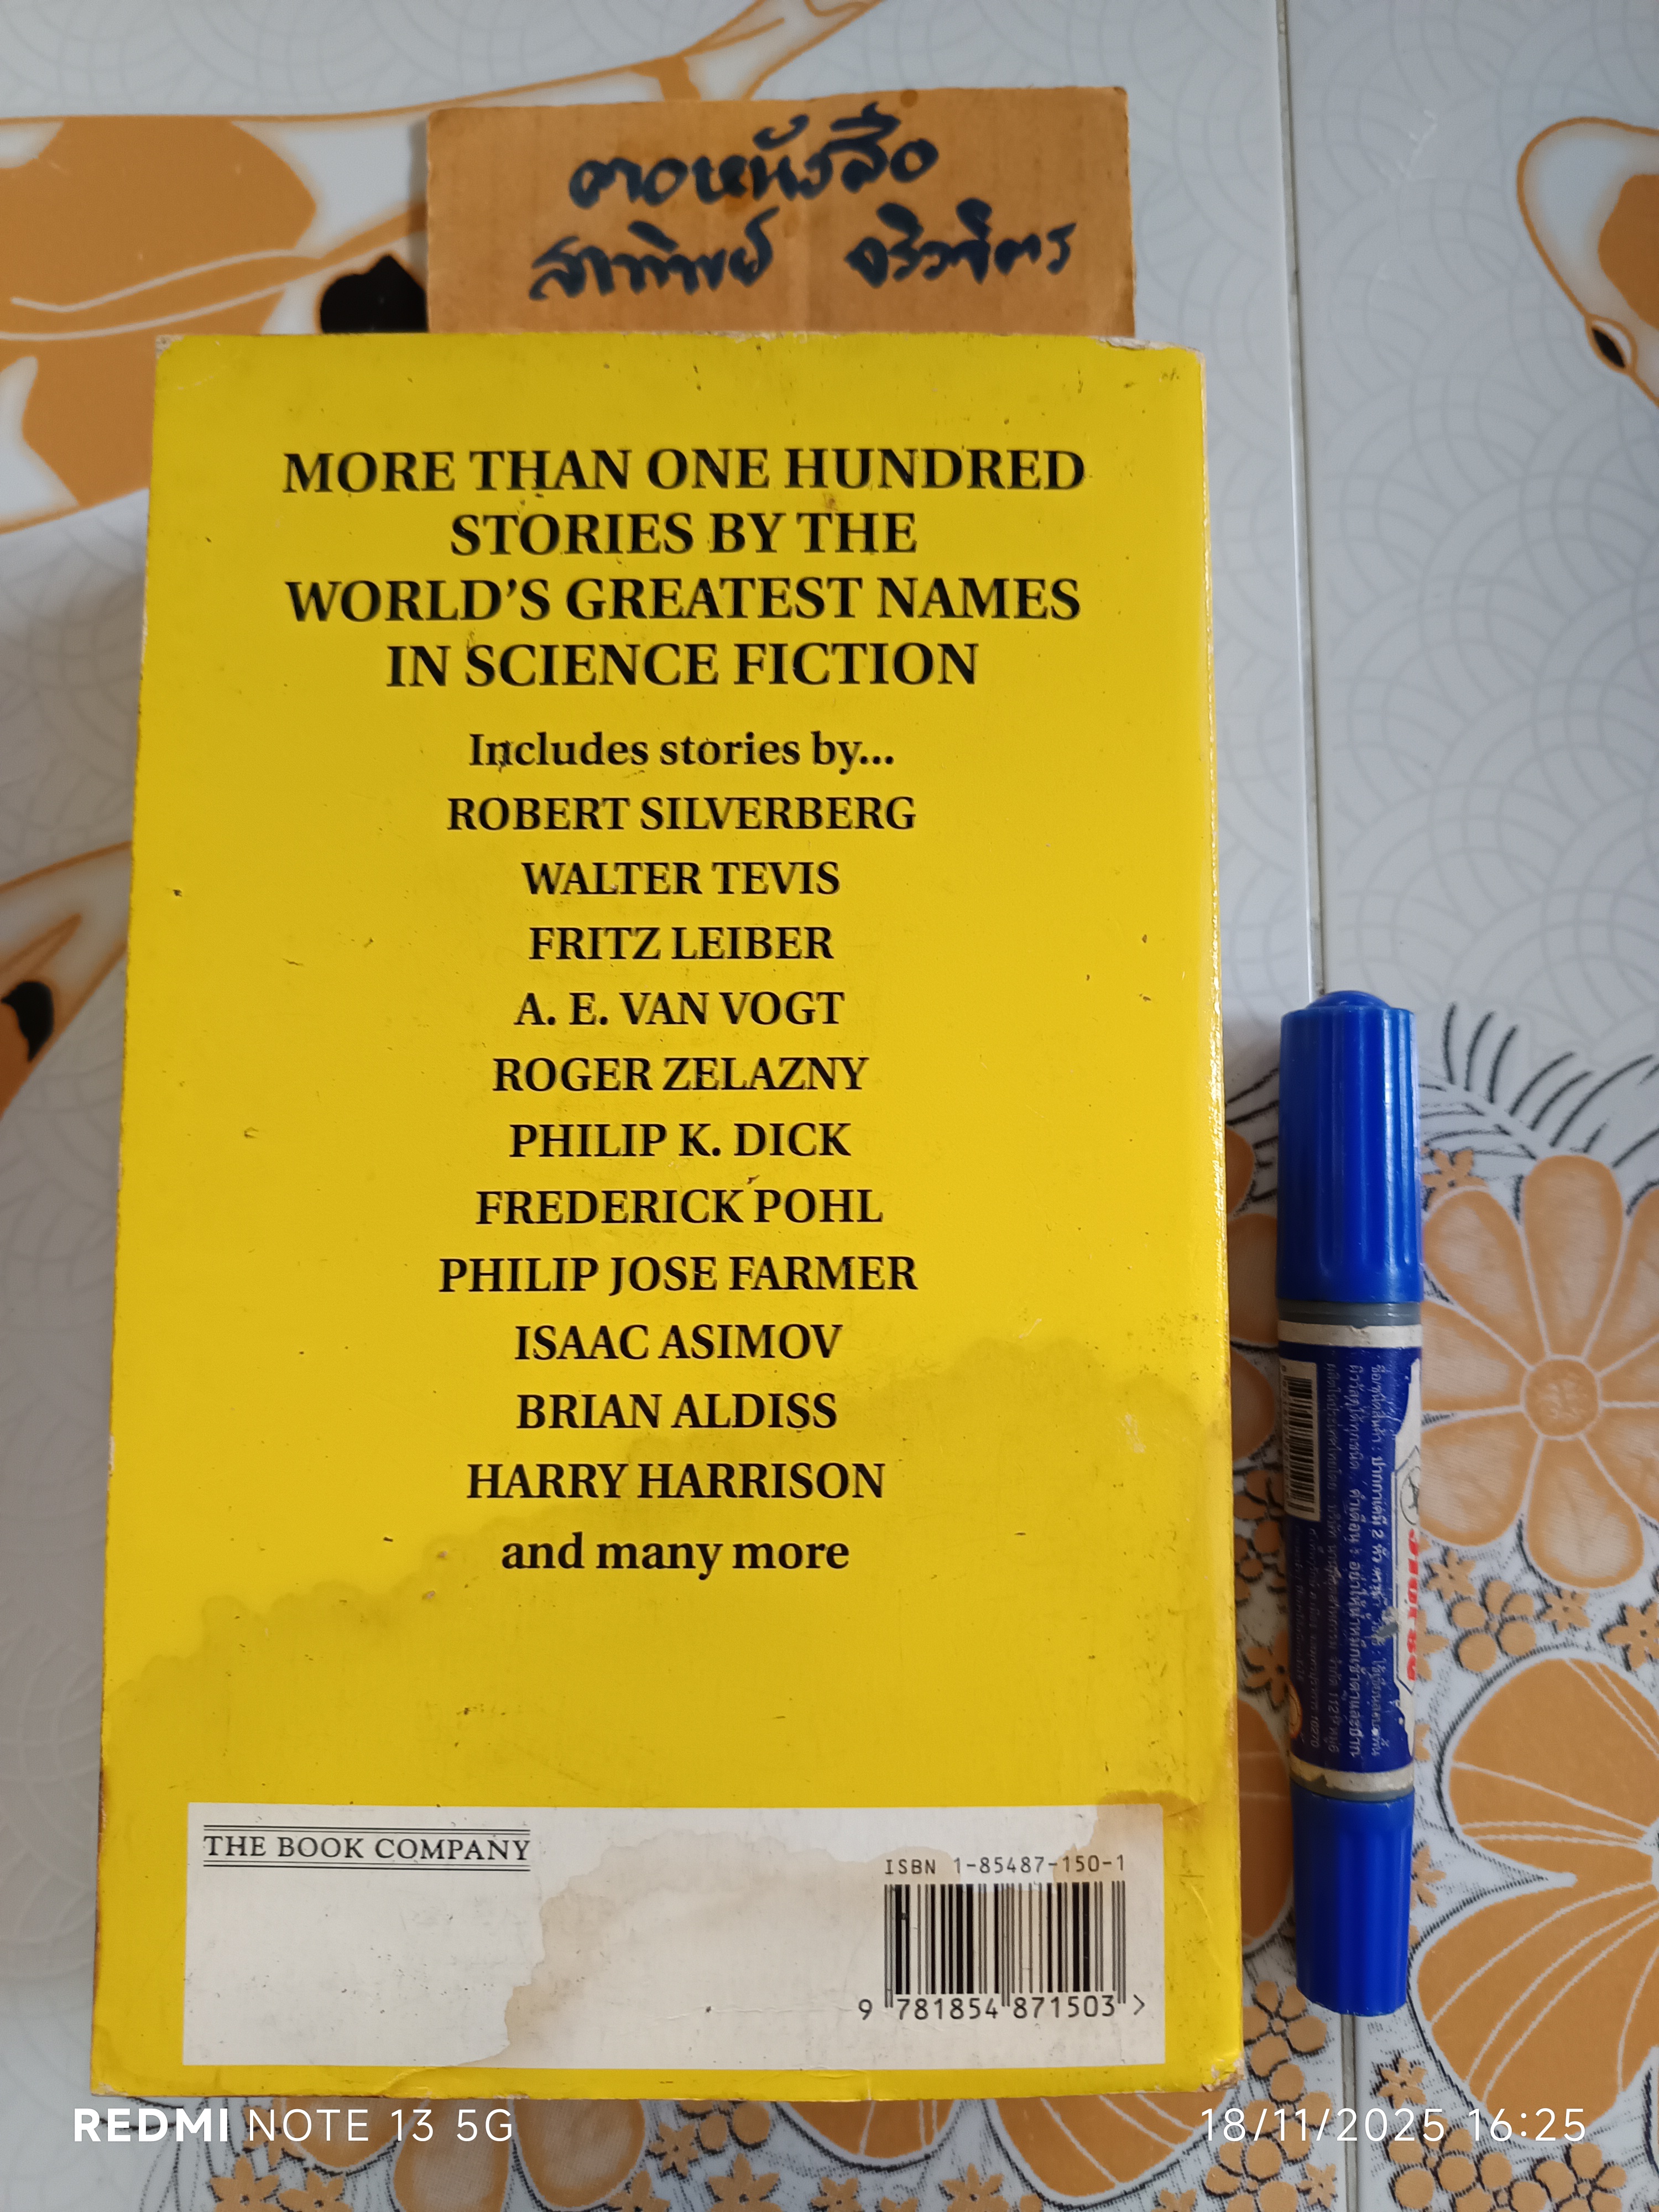 ตาอหนังสือ
สาทิพย์ จริวจิตร
MORE THAN ONE HUNDRED
STORIES BY THE
WORLD'S GREATEST NAMES
IN SCIENCE FICTION
Includes stories by...
ROBERT SILVERBERG
WALTER TEVIS
FRITZ LEIBER
A. E. VAN VOGT
ROGER ZELAZNY
PHILIP K. DICK
FREDERICK POHL
PHILIP JOSE FARMER
ISAAC ASIMOV
BRIAN ALDISS
HARRY HARRISON
and many more
THE BOOK COMPANY
ISBN 1-85487-150-1
9 781854 871503 >
REDMI NOTE 13 5G
18/11/2025 16:25